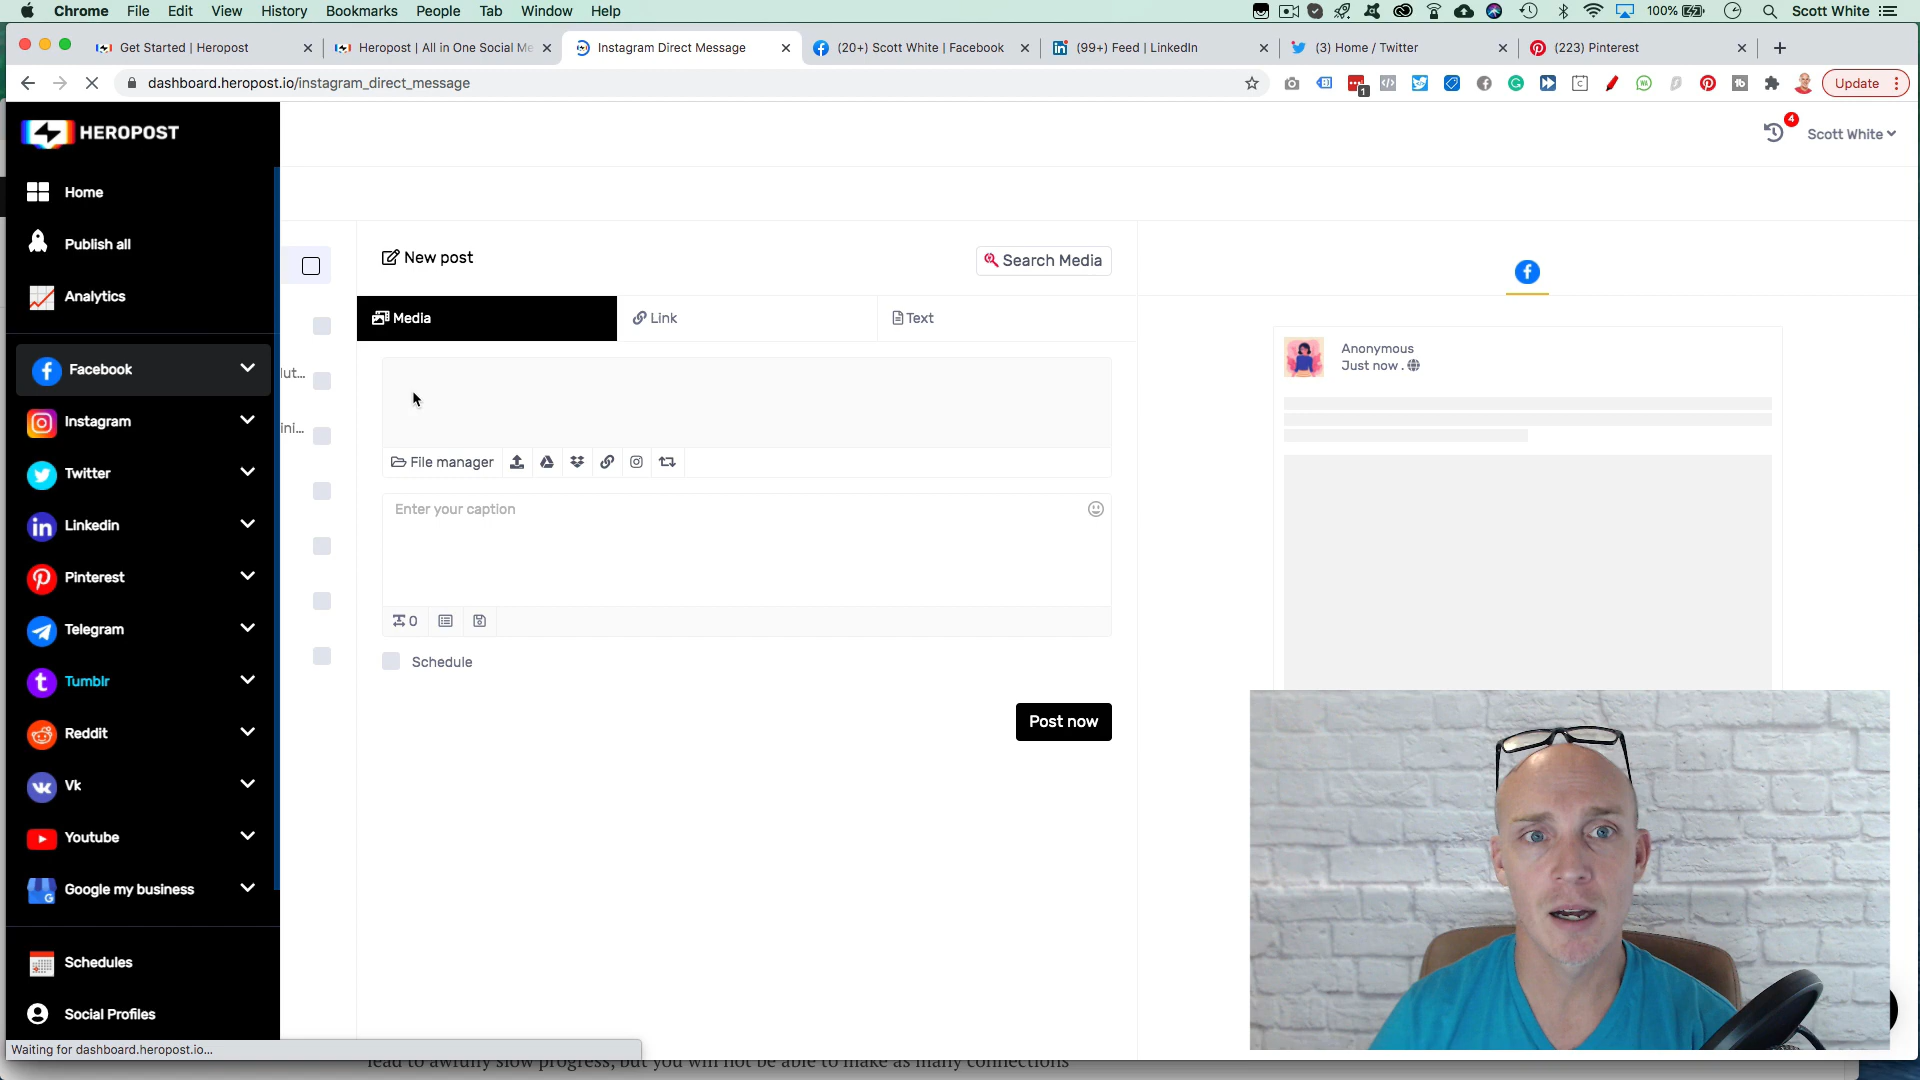 Chrome File Edit View History Bookmarks People Tab Window Help
100% Scott White
Get Started | Heropost
Heropost | All in One Social Me
Instagram Direct Message
(20+) Scott White | Facebook
(99+) Feed | LinkedIn
(3) Home / Twitter
(223) Pinterest
dashboard.heropost.io/instagram_direct_message
1
Update
HEROPOST
4
Scott White
Home
Publish all
Analytics
Facebook
Instagram
Twitter
Linkedin
Pinterest
Telegram
Tumblr
Reddit
Vk
Youtube
Google my business
Schedules
Social Profiles
lut...
ini...
New post
Search Media
Media
Link
Text
File manager
Enter your caption
0
Schedule
Post now
Anonymous
Just now .
Waiting for dashboard.heropost.io...
lead to awfully slow progress, but you will not be able to make as many connections